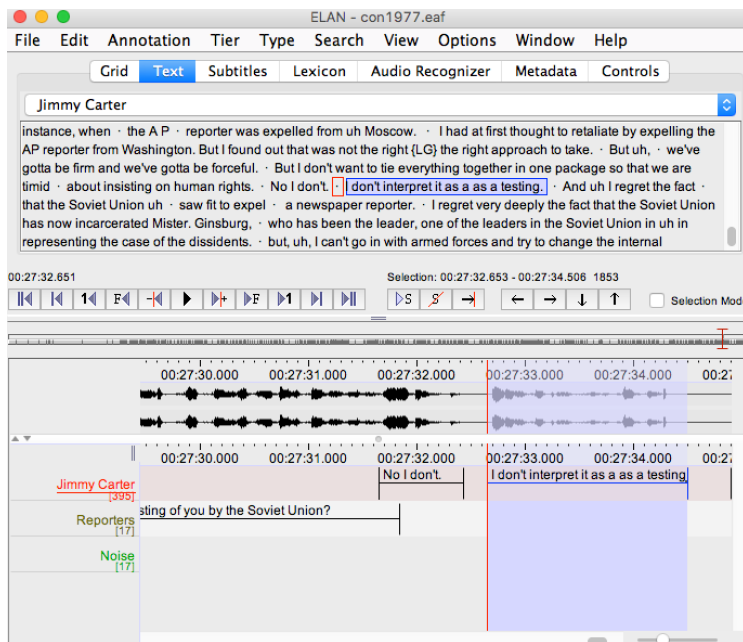 ELAN - con1977.eaf
File Edit Annotation Tier Type Search View Options Window Help
Grid Text Subtitles Lexicon Audio Recognizer Metadata Controls
Jimmy Carter
instance, when · the A P · reporter was expelled from uh Moscow. · I had at first thought to retaliate by expelling the
AP reporter from Washington. But I found out that was not the right {LG} the right approach to take. · But uh, · we've
gotta be firm and we've gotta be forceful. · But I don't want to tie everything together in one package so that we are
timid · about insisting on human rights. · No I don't. · I don't interpret it as a as a testing. · And uh I regret the fact ·
that the Soviet Union uh · saw fit to expel · a newspaper reporter. · I regret very deeply the fact that the Soviet Union
has now incarcerated Mister. Ginsburg, · who has been the leader, one of the leaders in the Soviet Union in uh in
representing the case of the dissidents. · but, uh, I can't go in with armed forces and try to change the internal
00:27:32.651 Selection: 00:27:32.653 - 00:27:34.506 1853
1 F + F 1 S S Selection Mod
00:27:30.000 00:27:31.000 00:27:32.000 00:27:33.000 00:27:34.000 00:27
00:27:30.000 00:27:31.000 00:27:32.000 00:27:33.000 00:27:34.000 00:27
Jimmy Carter No I don't. I don't interpret it as a as a testing
[395]
Reporters sting of you by the Soviet Union?
[17]
Noise
[17]